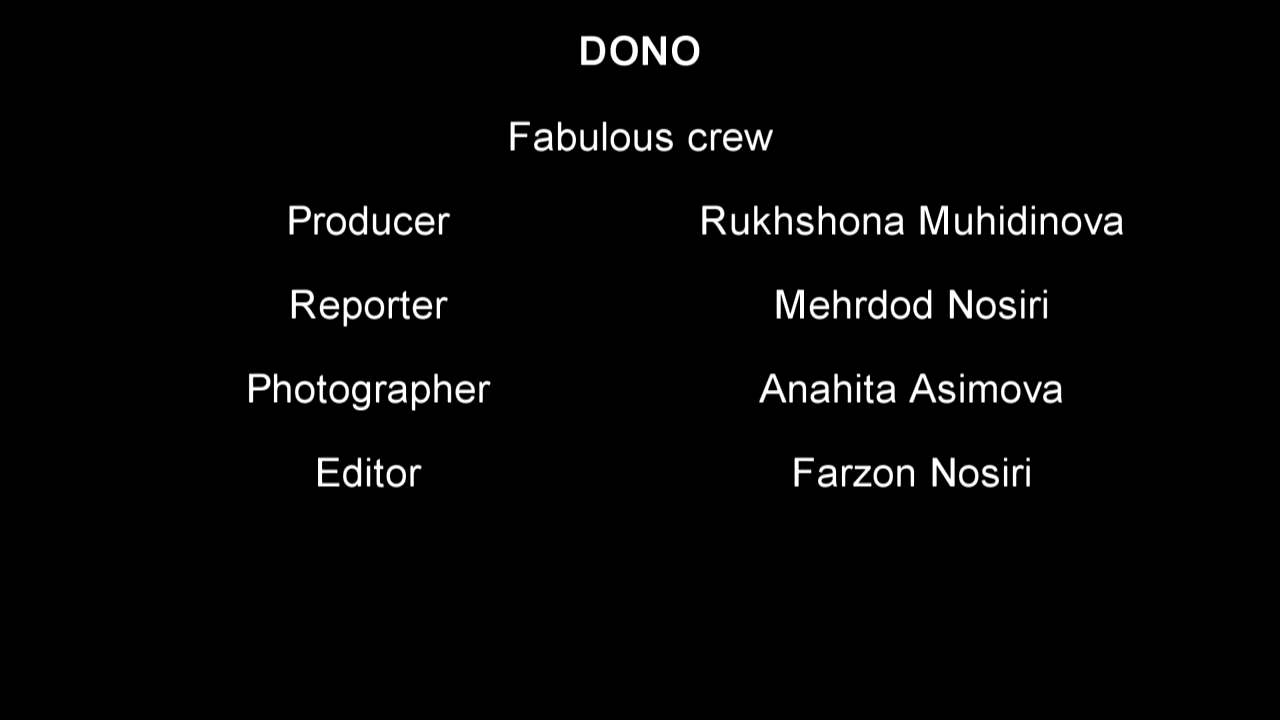 DONO
Fabulous crew
Producer Rukhshona Muhidinova
Reporter Mehrdod Nosiri
Photographer Anahita Asimova
Editor Farzon Nosiri